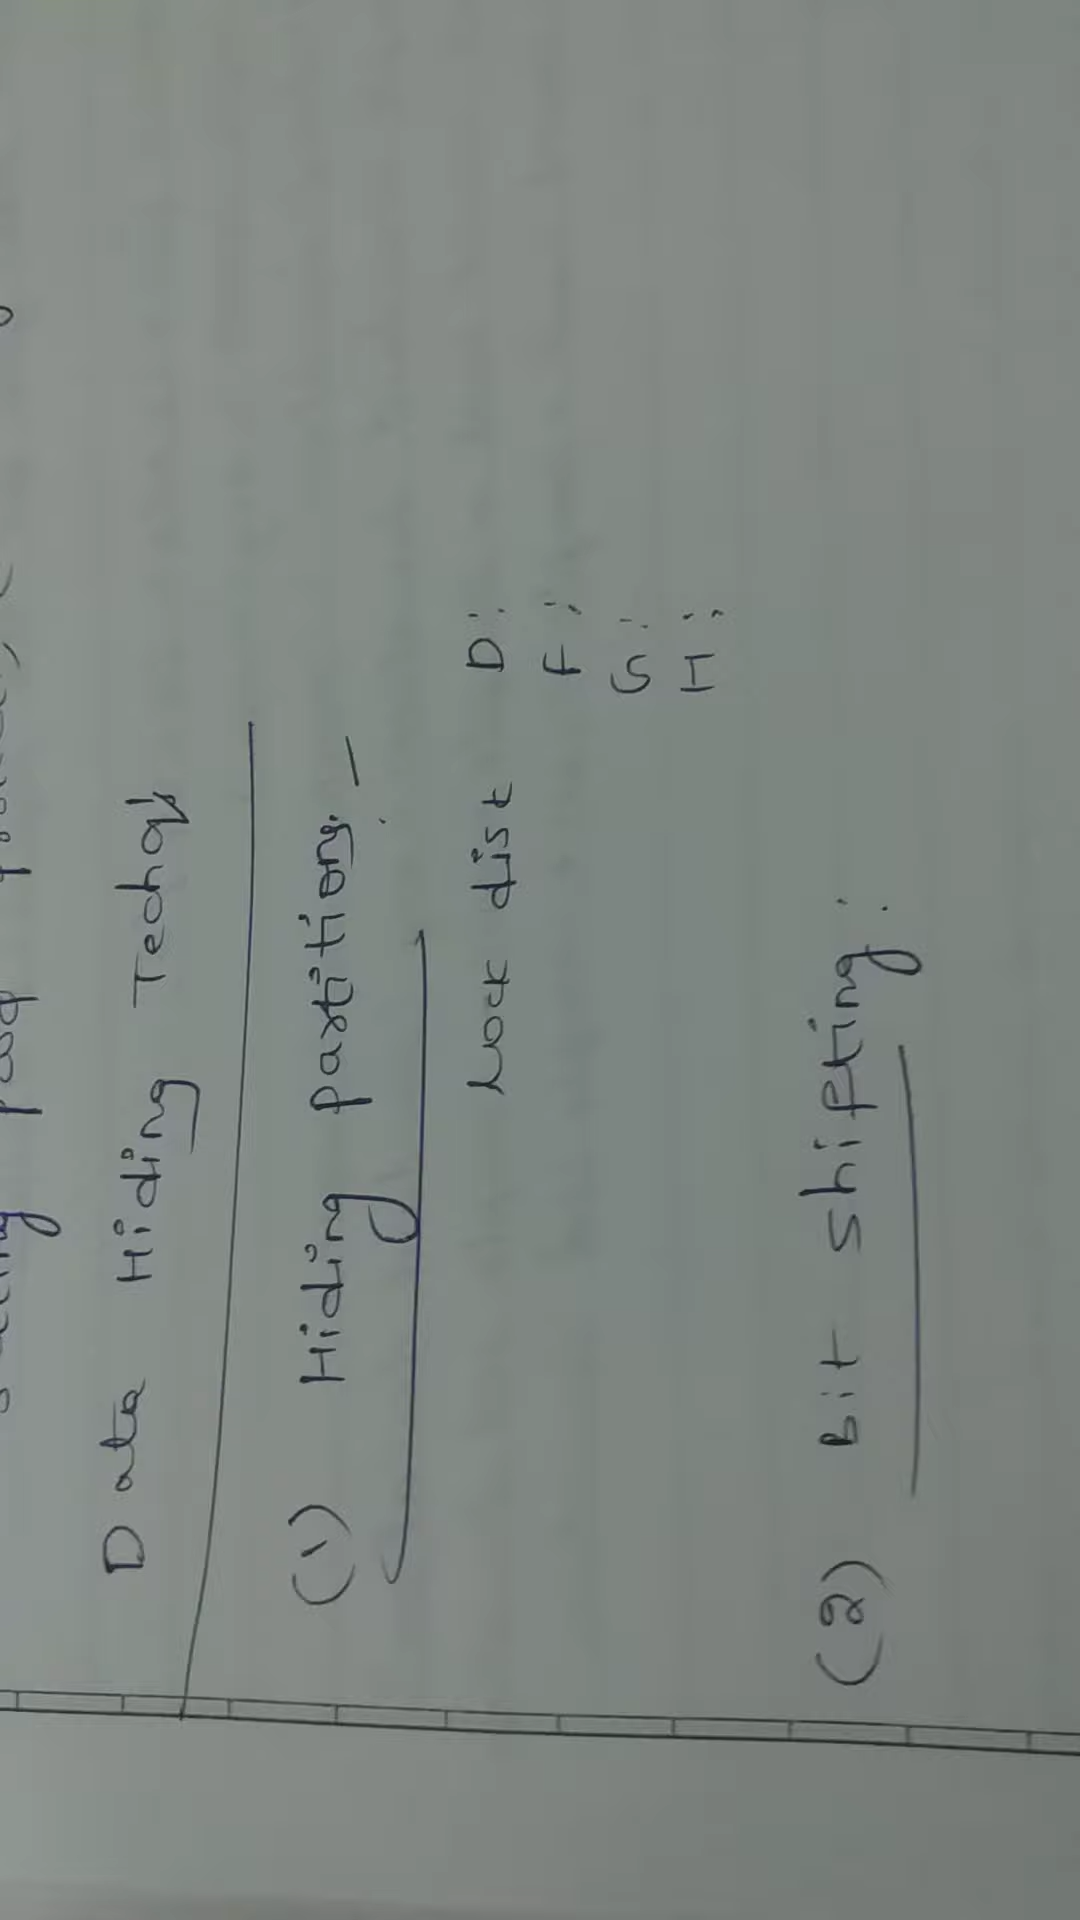 Data Hiding Techq
(1) Hiding partitions. -
Lock dist D:
F:
G:
I:
(2) Bit Shifting: